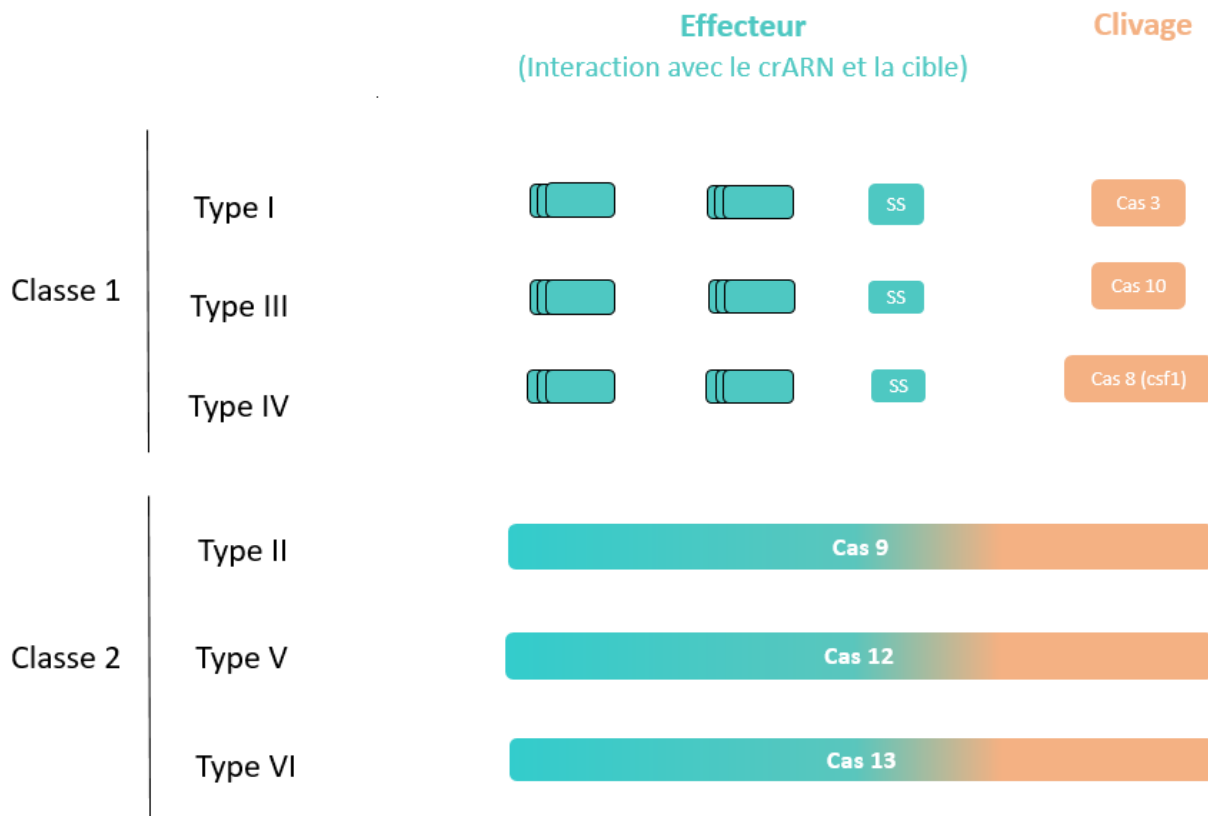 Effecteur
Clivage
(Interaction avec le crARN et la cible)
Classe 1
Type I
SS
Cas 3
Type III
SS
Cas 10
Type IV
SS
Cas 8 (csf1)
Classe 2
Type II
Cas 9
Type V
Cas 12
Type VI
Cas 13